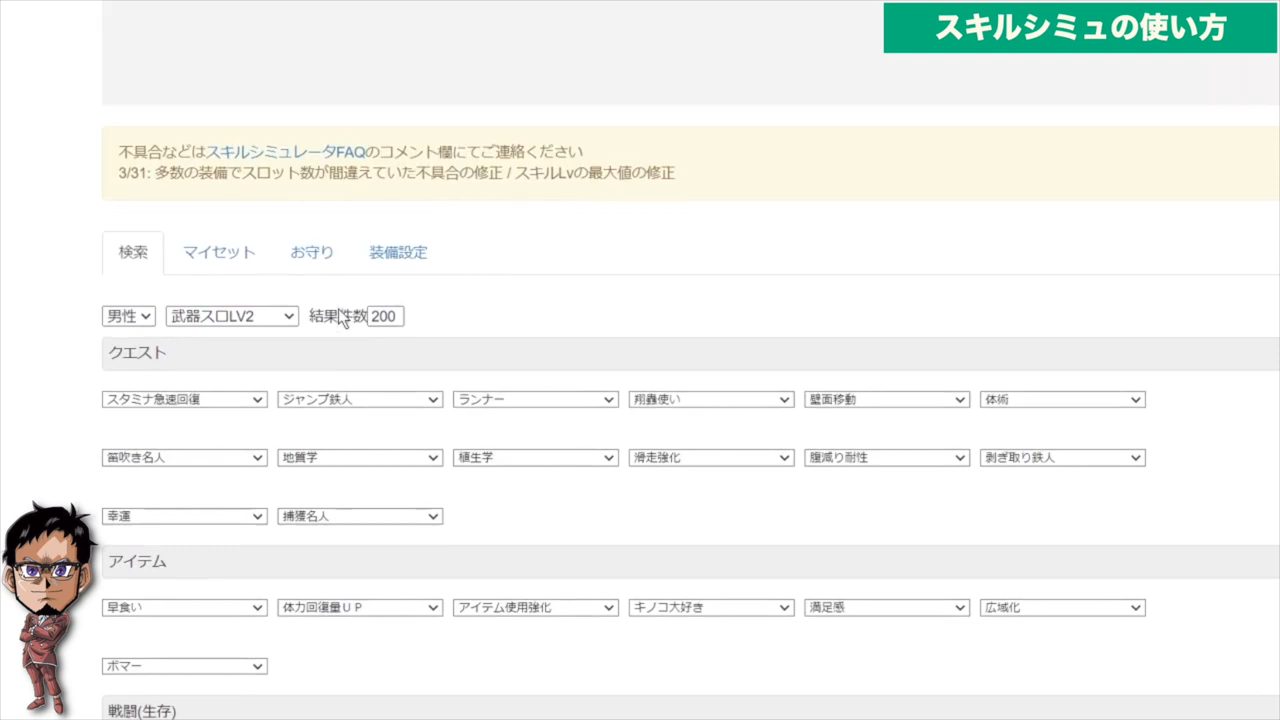 スキルシミュの使い方
不具合などはスキルシミュレータFAQのコメント欄にてご連絡ください
3/31: 多数の装備でスロット数が間違えていた不具合の修正 / スキルLvの最大値の修正
検索 マイセット お守り 装備設定
男性 武器スロLV2 結果件数 200
クエスト
スタミナ急速回復 ジャンプ鉄人 ランナー 翔蟲使い 壁面移動 体術
笛吹き名人 地質学 植生学 滑走強化 腹減り耐性 剥ぎ取り鉄人
幸運 捕獲名人
アイテム
早食い 体力回復量ＵＰ アイテム使用強化 キノコ大好き 満足感 広域化
ボマー
戦闘(生存)